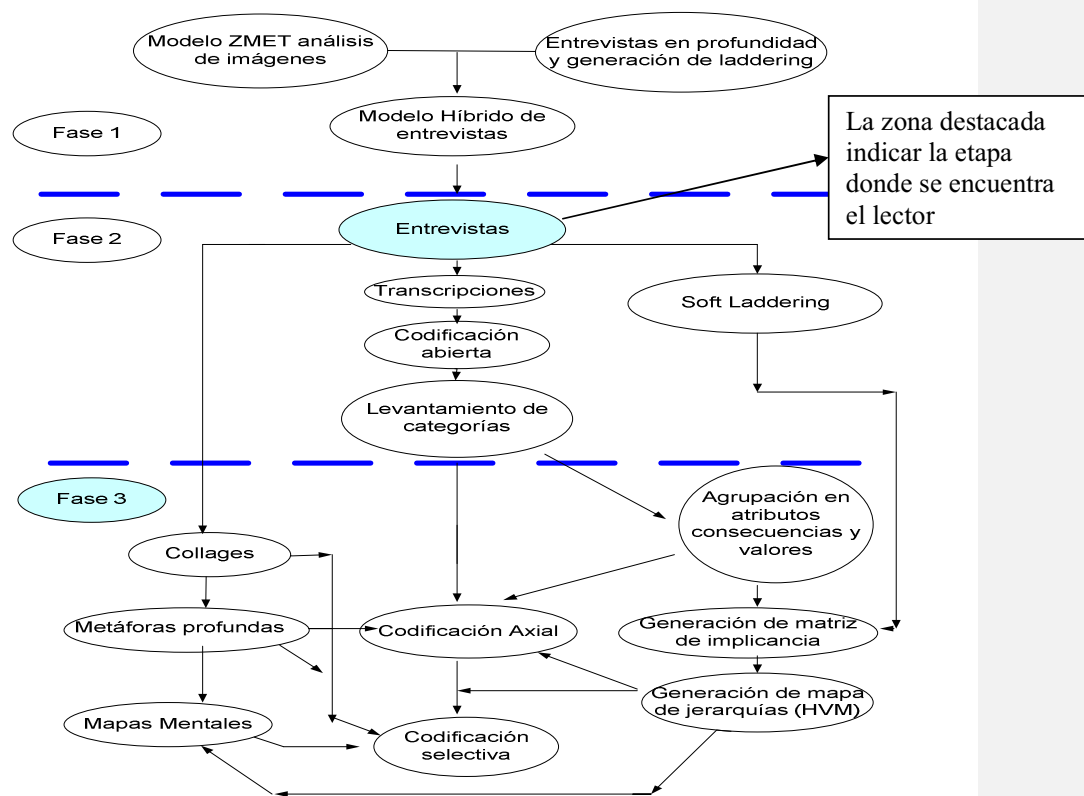 Modelo ZMET análisis
de imágenes
Entrevistas en profundidad
y generación de laddering
Modelo Híbrido de
entrevistas
Fase 1
La zona destacada
indicar la etapa
donde se encuentra
el lector
Fase 2
Entrevistas
Transcripciones
Soft Laddering
Codificación
abierta
Levantamiento de
categorías
Fase 3
Agrupación en
atributos
consecuencias y
valores
Collages
Metáforas profundas
Codificación Axial
Generación de matriz
de implicancia
Mapas Mentales
Generación de mapa
de jerarquías (HVM)
Codificación
selectiva